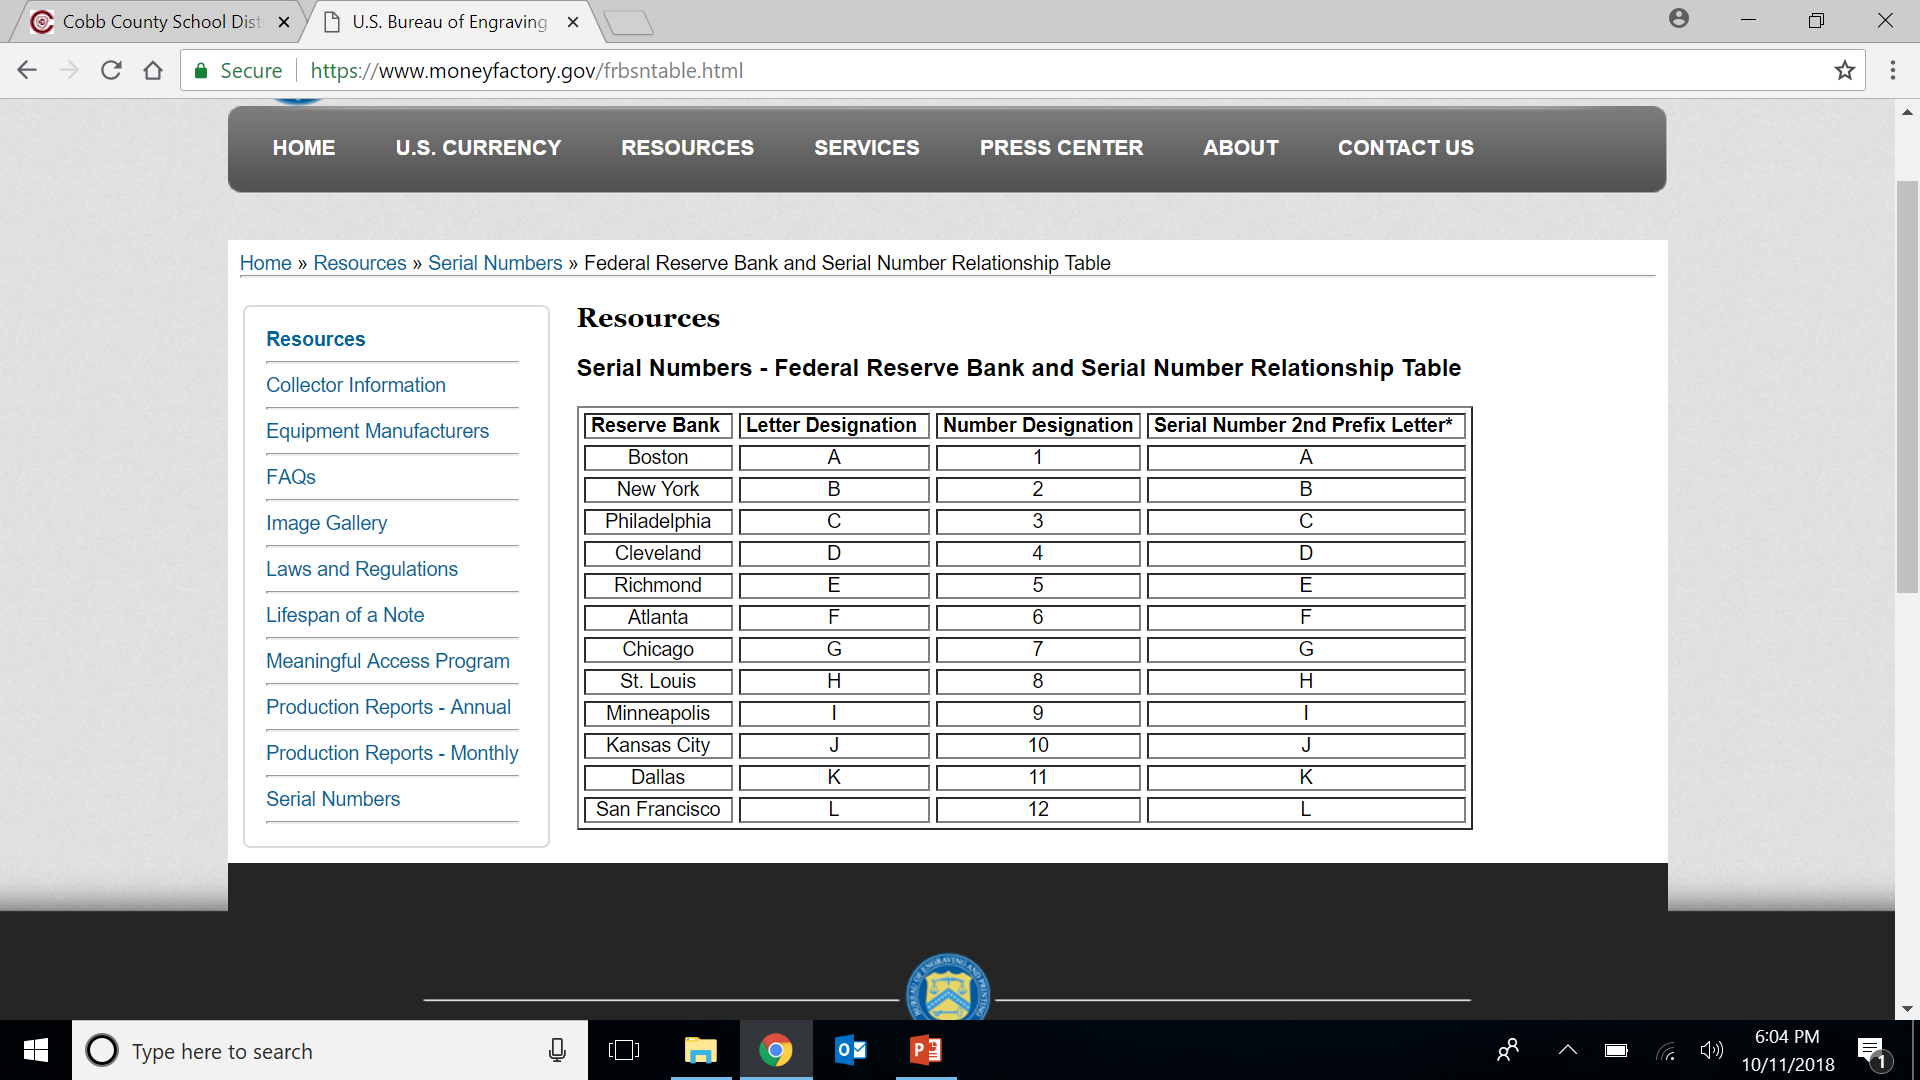 Cobb County School Dist
U.S. Bureau of Engraving
Secure
https://www.moneyfactory.gov/frbsntable.html
HOME U.S. CURRENCY RESOURCES SERVICES PRESS CENTER ABOUT CONTACT US
Home » Resources » Serial Numbers » Federal Reserve Bank and Serial Number Relationship Table
Resources
Collector Information
Equipment Manufacturers
FAQs
Image Gallery
Laws and Regulations
Lifespan of a Note
Meaningful Access Program
Production Reports - Annual
Production Reports - Monthly
Serial Numbers
Resources
Serial Numbers - Federal Reserve Bank and Serial Number Relationship Table
Reserve Bank Letter Designation Number Designation Serial Number 2nd Prefix Letter*
Boston A 1 A
New York B 2 B
Philadelphia C 3 C
Cleveland D 4 D
Richmond E 5 E
Atlanta F 6 F
Chicago G 7 G
St. Louis H 8 H
Minneapolis I 9 I
Kansas City J 10 J
Dallas K 11 K
San Francisco L 12 L
BUREAU OF ENGRAVING AND PRINTING
Type here to search
6:04 PM
10/11/2018
1